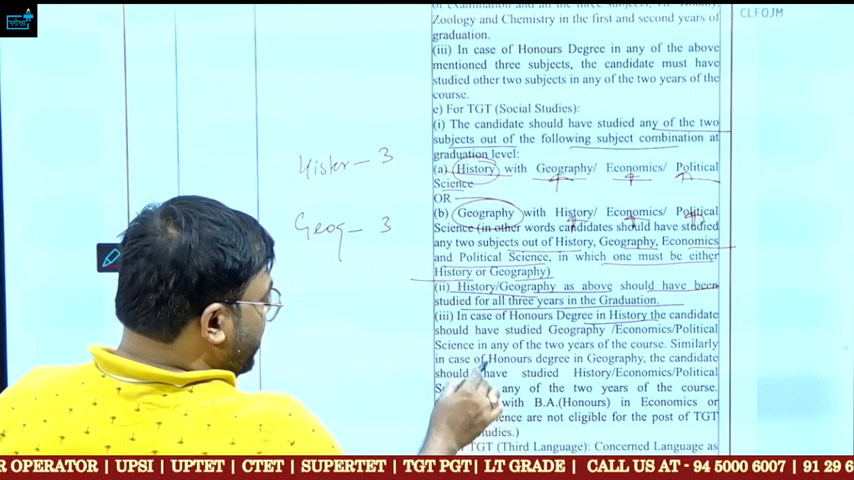 परीक्षा
CLFOJM
Zoology and Chemistry in the first and second years of
graduation.
(iii) In case of Honours Degree in any of the above
mentioned three subjects, the candidate must have
studied other two subjects in any of the two years of the
course.
e) For TGT (Social Studies):
(i) The candidate should have studied any of the two
subjects out of the following subject combination at
graduation level:
(a) History with Geography/ Economics/ Political
Science
OR
(b) Geography with History/ Economics/ Political
Science (in other words candidates should have studied
any two subjects out of History, Geography, Economics
and Political Science, in which one must be either
History or Geography)
(ii) History/Geography as above should have been
studied for all three years in the Graduation.
(iii) In case of Honours Degree in History the candidate
should have studied Geography /Economics/Political
Science in any of the two years of the course. Similarly
in case of Honours degree in Geography, the candidate
should have studied History/Economics/Political
any of the two years of the course.
with B.A.(Honours) in Economics or
are not eligible for the post of TGT
TGT (Third Language): Concerned Language as
Histor - 3
Geog - 3
R OPERATOR | UPSI | UPTET | CTET | SUPERTET | TGT PGT| LT GRADE | CALL US AT - 94 5000 6007 | 91 29 6